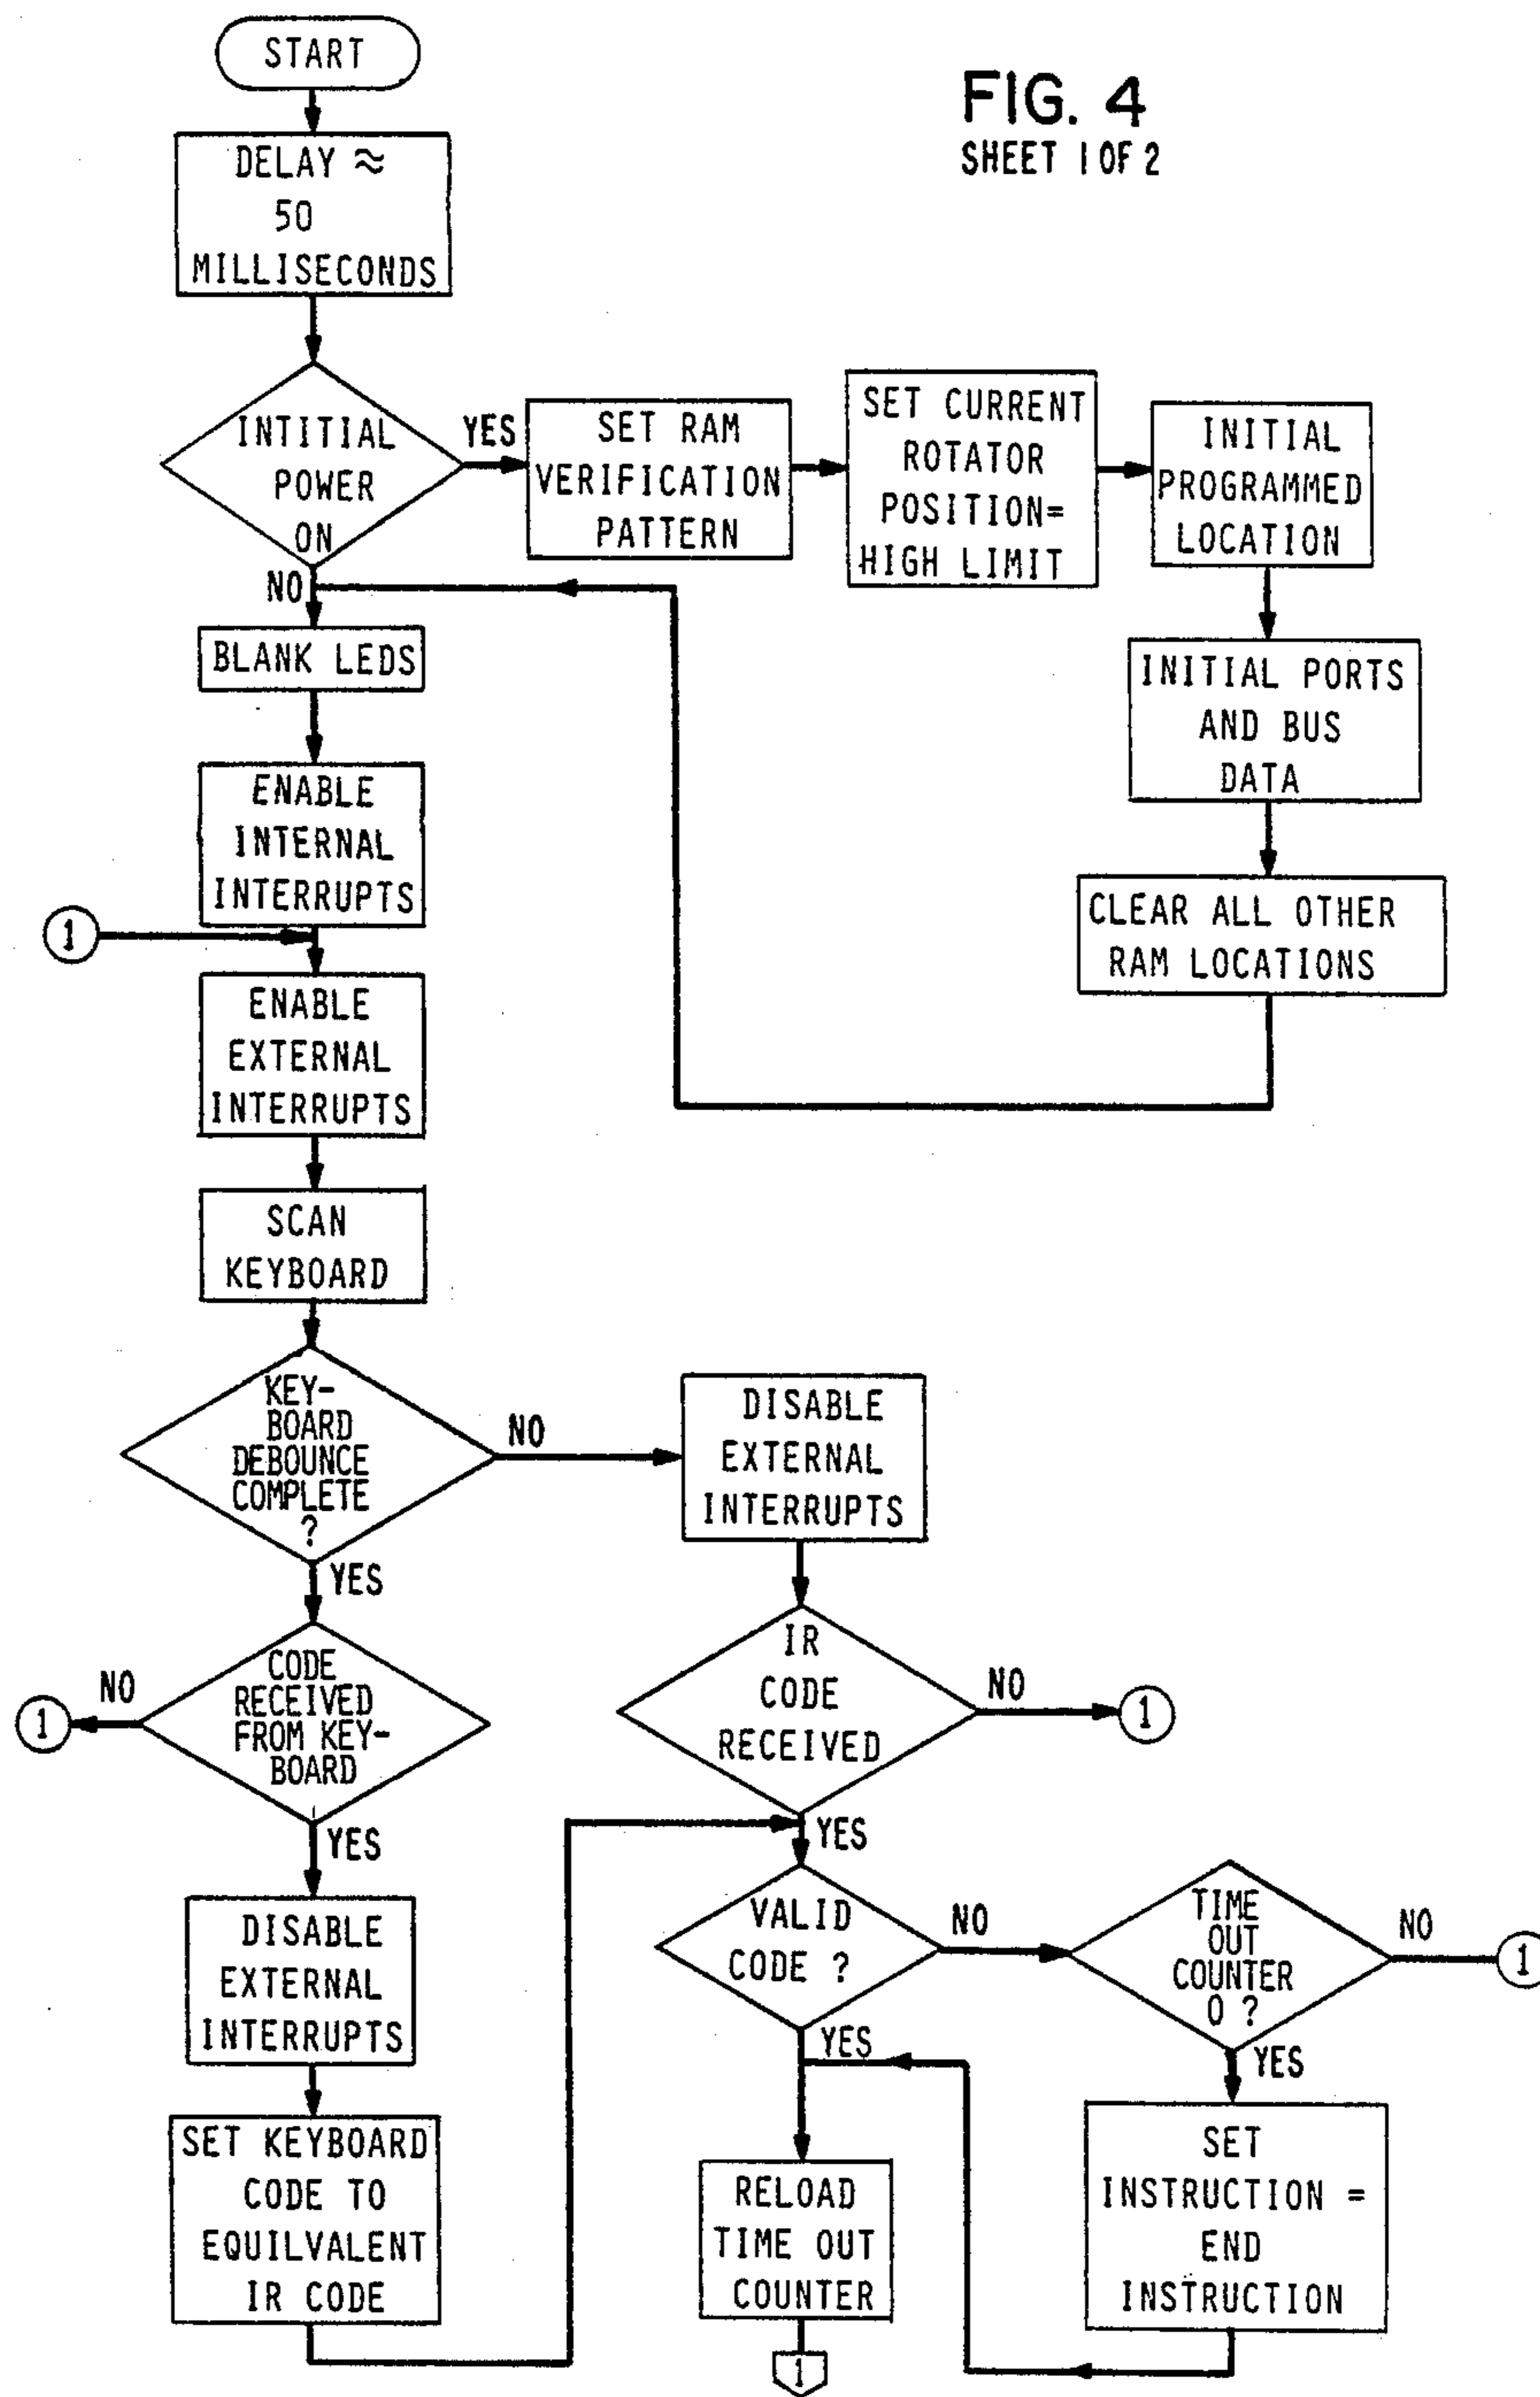 START
FIG. 4
SHEET 1 OF 2
DELAY ≈
50
MILLISECONDS
INTITIAL
POWER
ON
YES
SET RAM
VERIFICATION
PATTERN
SET CURRENT
ROTATOR
POSITION=
HIGH LIMIT
INITIAL
PROGRAMMED
LOCATION
NO
BLANK LEDS
INITIAL PORTS
AND BUS
DATA
ENABLE
INTERNAL
INTERRUPTS
CLEAR ALL OTHER
RAM LOCATIONS
1
ENABLE
EXTERNAL
INTERRUPTS
SCAN
KEYBOARD
KEY-
BOARD
DEBOUNCE
COMPLETE
?
NO
DISABLE
EXTERNAL
INTERRUPTS
YES
CODE
RECEIVED
FROM KEY-
BOARD
NO
1
IR
CODE
RECEIVED
NO
1
YES
YES
DISABLE
EXTERNAL
INTERRUPTS
VALID
CODE ?
NO
TIME
OUT
COUNTER
0 ?
NO
1
YES
YES
SET KEYBOARD
CODE TO
EQUILVALENT
IR CODE
RELOAD
TIME OUT
COUNTER
SET
INSTRUCTION =
END
INSTRUCTION
1